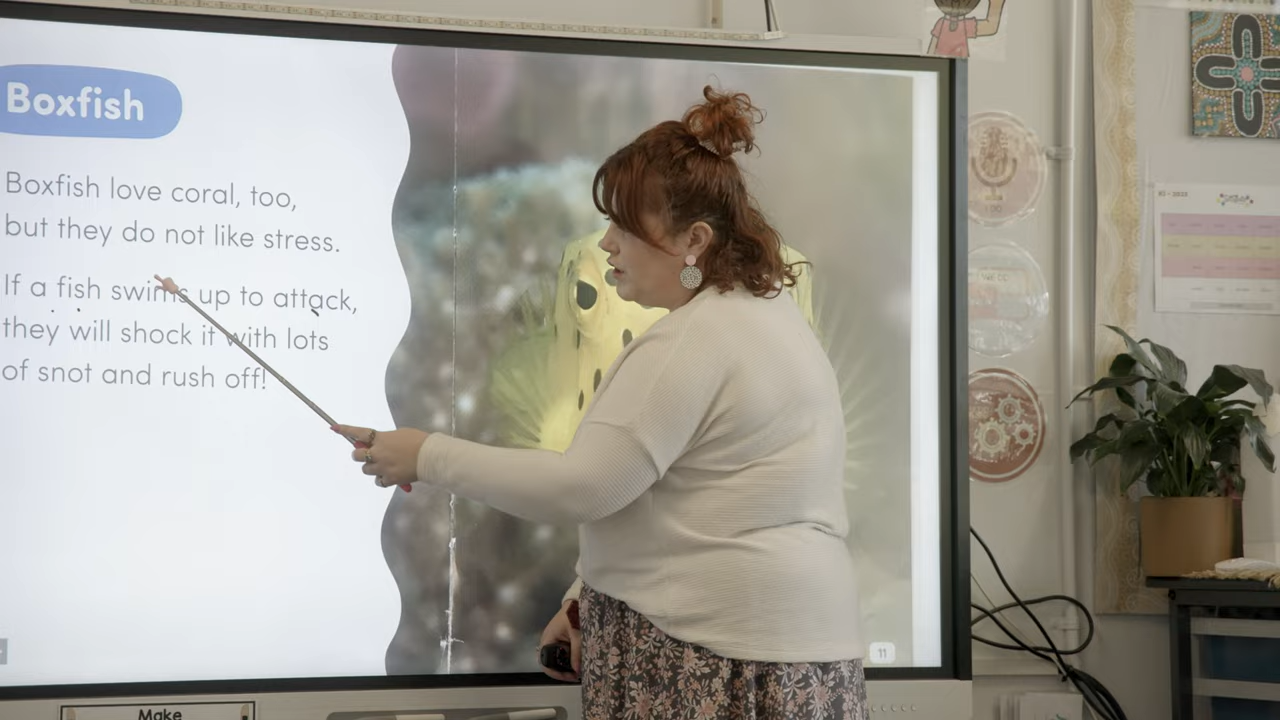 Boxfish
Boxfish love coral, too,
but they do not like stress.
If a fish swims up to attack,
they will shock it with lots
of snot and rush off!
11
Make